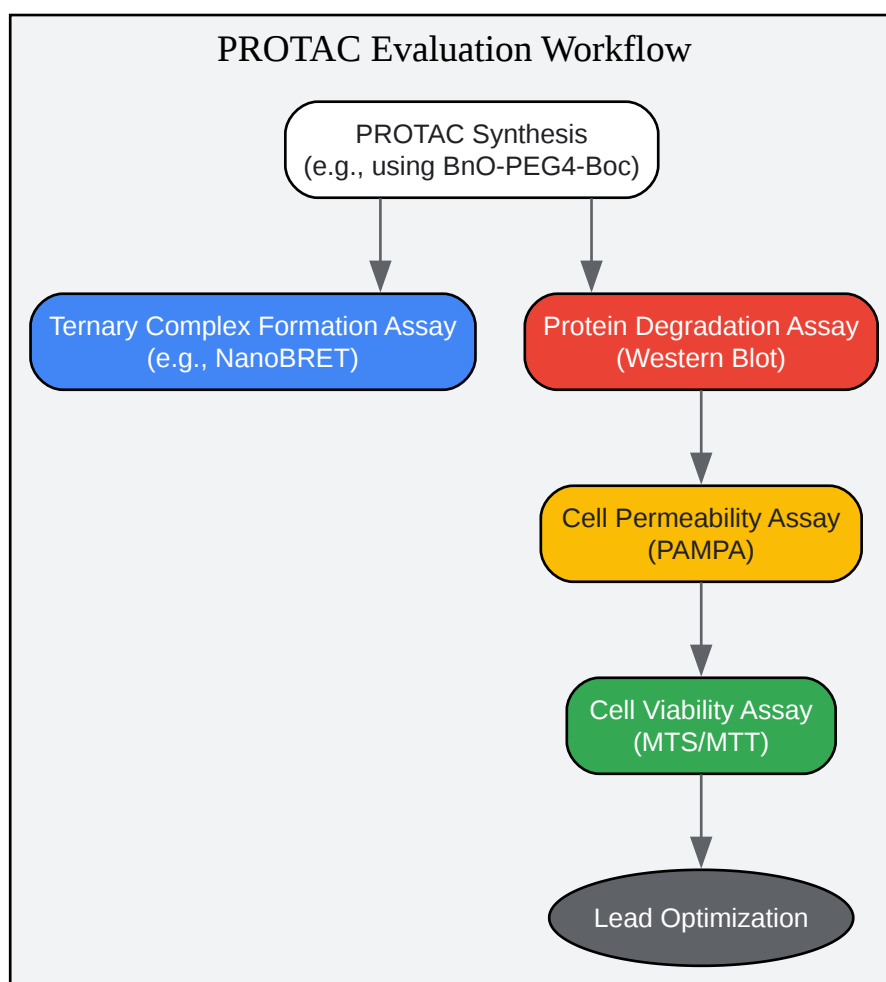 PROTAC Evaluation Workflow
PROTAC Synthesis
(e.g., using BnO-PEG4-Boc)
Ternary Complex Formation Assay
(e.g., NanoBRET)
Protein Degradation Assay
(Western Blot)
Cell Permeability Assay
(PAMPA)
Cell Viability Assay
(MTS/MTT)
Lead Optimization